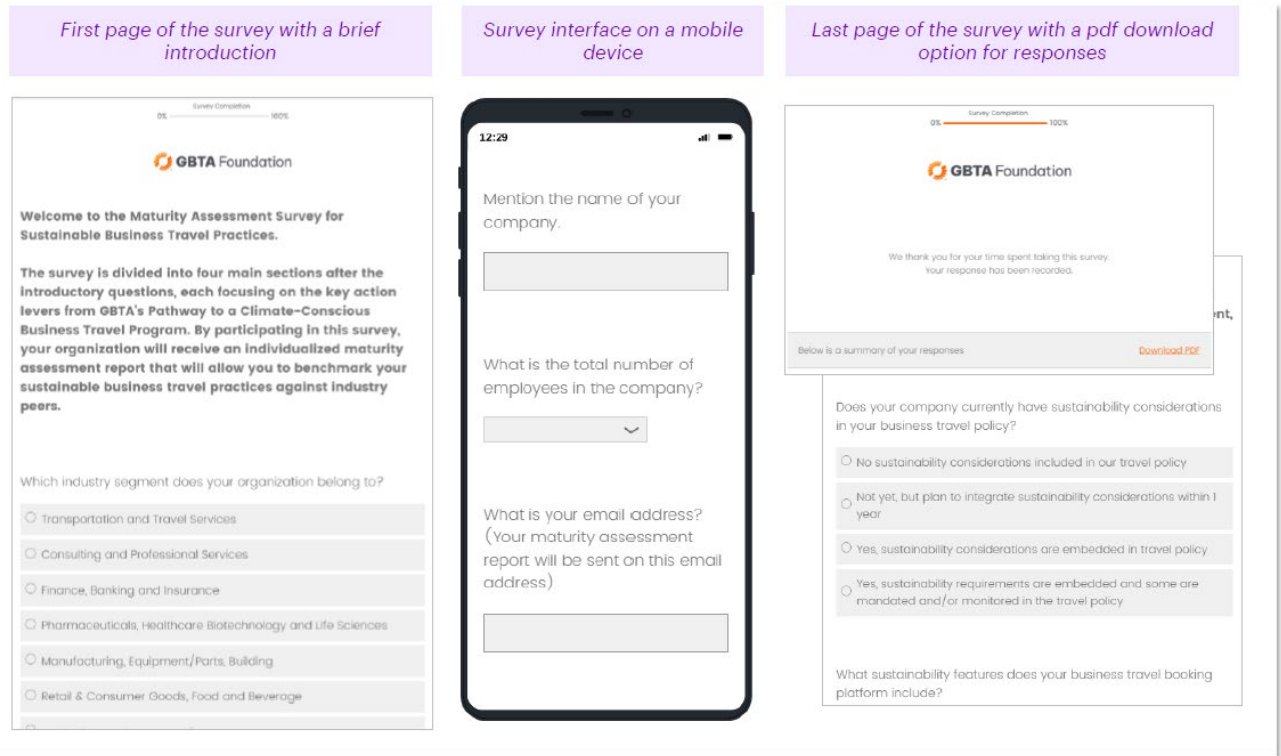 First page of the survey with a brief
introduction
Survey Completion
0%
100%
GBTA Foundation
Welcome to the Maturity Assessment Survey for
Sustainable Business Travel Practices.
The survey is divided into four main sections after the
introductory questions, each focusing on the key action
levers from GBTA's Pathway to a Climate-Conscious
Business Travel Program. By participating in this survey,
your organization will receive an individualized maturity
assessment report that will allow you to benchmark your
sustainable business travel practices against industry
peers.
Which industry segment does your organization belong to?
Transportation and Travel Services
Consulting and Professional Services
Finance, Banking and Insurance
Pharmaceuticals, Healthcare Biotechnology and Life Sciences
Manufacturing, Equipment/Parts, Building
Retail & Consumer Goods, Food and Beverage
Survey interface on a mobile
device
12:29
Mention the name of your
company.
What is the total number of
employees in the company?
What is your email address?
(Your maturity assessment
report will be sent on this email
address)
Last page of the survey with a pdf download
option for responses
Survey Completion
0%
100%
GBTA Foundation
We thank you for your time spent taking this survey.
Your response has been recorded.
Below is a summary of your responses
Download PDF
Does your company currently have sustainability considerations
in your business travel policy?
No sustainability considerations included in our travel policy
Not yet, but plan to integrate sustainability considerations within 1
year
Yes, sustainability considerations are embedded in travel policy
Yes, sustainability requirements are embedded and some are
mandated and/or monitored in the travel policy
What sustainability features does your business travel booking
platform include?